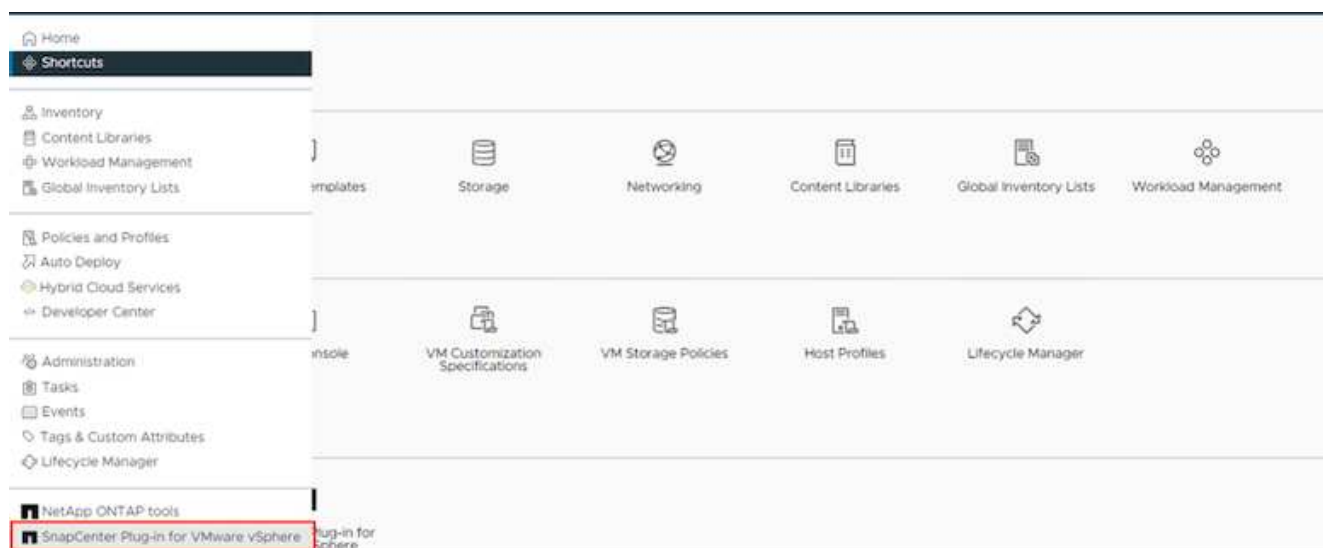 Home
Shortcuts
Inventory
Content Libraries
Workload Management
Global Inventory Lists
Policies and Profiles
Auto Deploy
Hybrid Cloud Services
Developer Center
Administration
Tasks
Events
Tags & Custom Attributes
Lifecycle Manager
NetApp ONTAP tools
SnapCenter Plug-in for VMware vSphere
emplates
Storage
Networking
Content Libraries
Global Inventory Lists
Workload Management
onsole
VM Customization
Specifications
VM Storage Policies
Host Profiles
Lifecycle Manager
lug-in for
Sphere